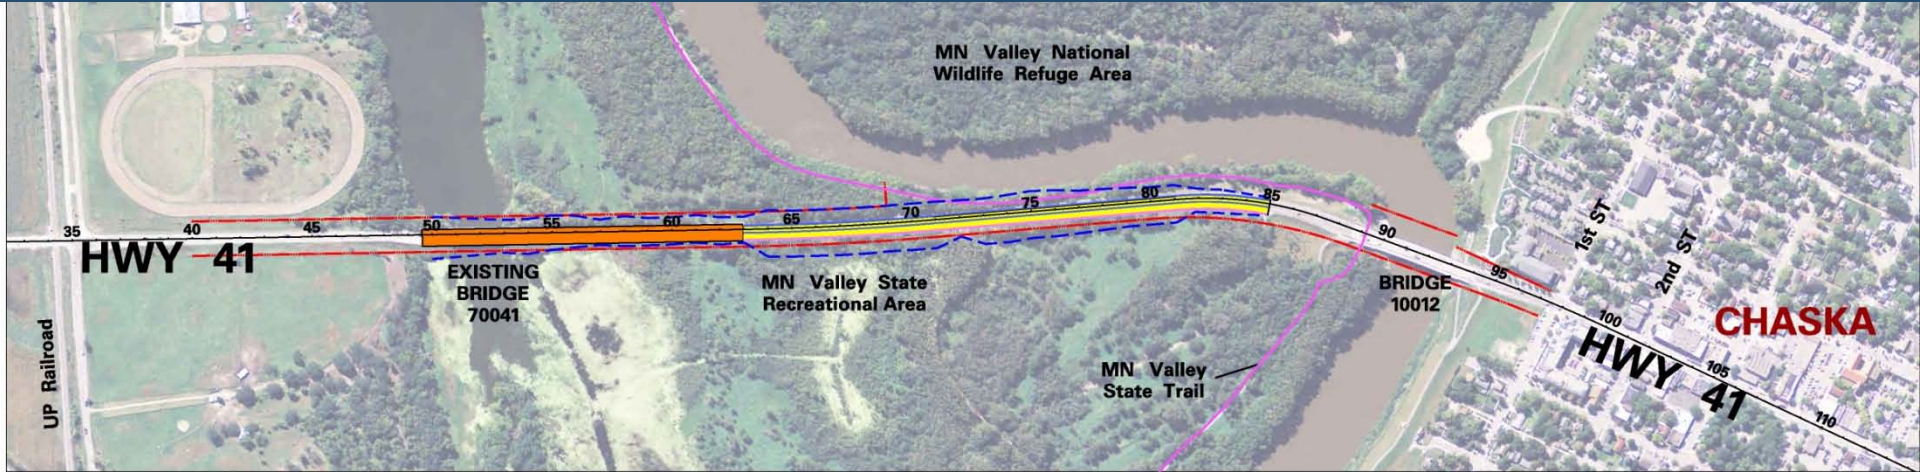 MN Valley National
Wildlife Refuge Area
35
40
45
50
55
60
65
70
75
80
85
90
95
100
105
110
HWY 41
EXISTING
BRIDGE
70041
MN Valley State
Recreational Area
MN Valley
State Trail
BRIDGE
10012
1st ST
2nd ST
CHASKA
HWY 41
UP Railroad